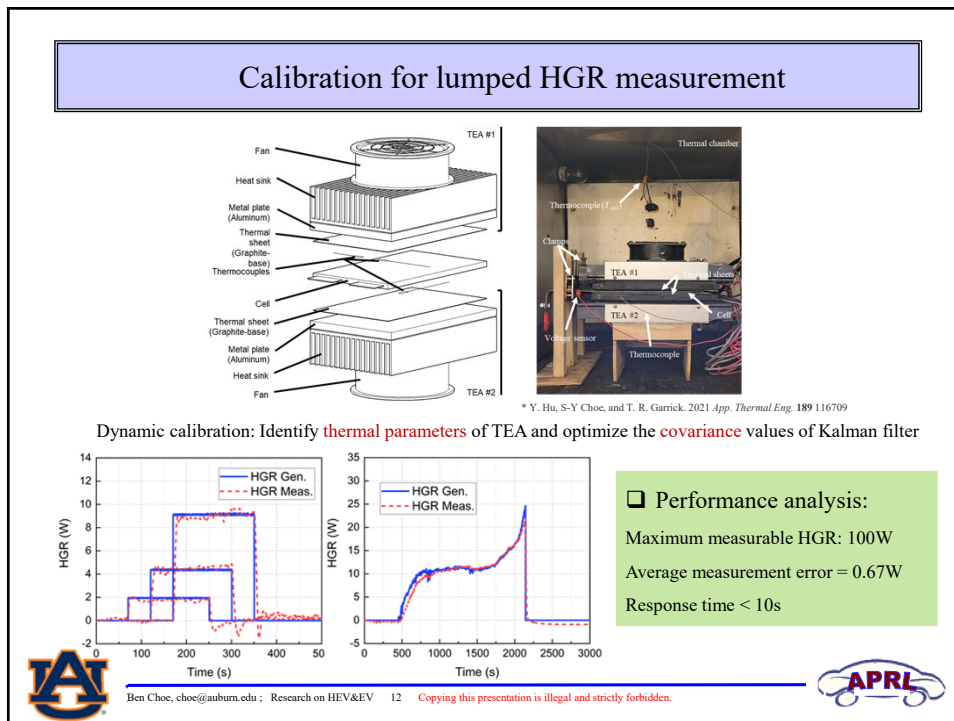 Calibration for lumped HGR measurement
TEA #1
Fan
Heat sink
Metal plate
(Aluminum)
Thermal
sheet
(Graphite-
base)
Thermocouples
Cell
Thermal sheet
(Graphite-base)
Metal plate
(Aluminum)
Heat sink
Fan
TEA #2
Thermal chamber
Thermocouple
Clamps
TEA #1
Thermal sheets
TEA #2
Cell
Voltage sensor
Thermocouple
* Y. Hu, S-Y Choe, and T. R. Garrick. 2021 App. Thermal Eng. 189 116709
Dynamic calibration: Identify thermal parameters of TEA and optimize the covariance values of Kalman filter
14
12
10
8
6
4
2
0
-2
HGR (W)
HGR Gen.
HGR Meas.
0 100 200 300 400 50
Time (s)
35
30
25
20
15
10
5
0
-5
HGR (W)
HGR Gen.
HGR Meas.
0 500 1000 1500 2000 2500 3000
Time (s)
Performance analysis:
Maximum measurable HGR: 100W
Average measurement error = 0.67W
Response time < 10s
AU
Ben Choe, choe@auburn.edu ; Research on HEV&EV 12 Copying this presentation is illegal and strictly forbidden.
APRL